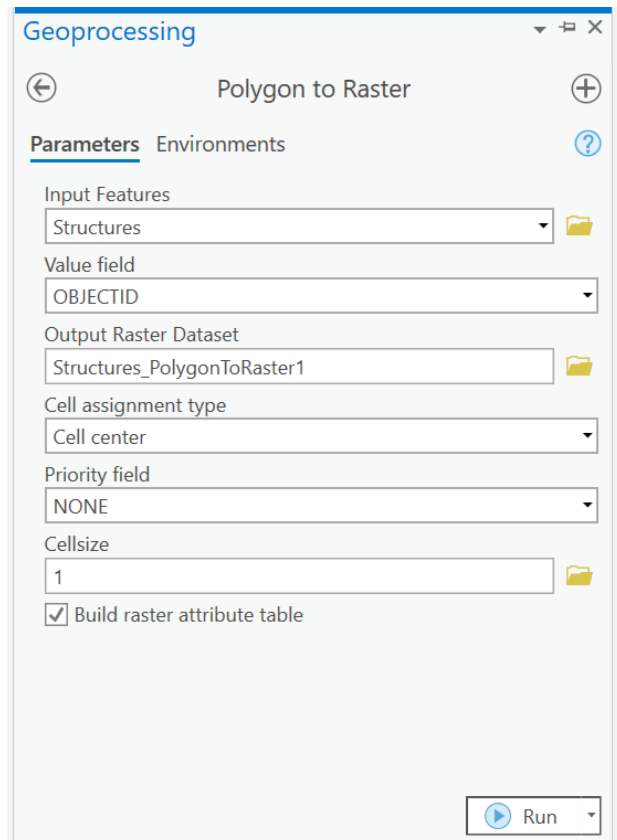 Geoprocessing
Polygon to Raster
Parameters Environments
Input Features
Structures
Value field
OBJECTID
Output Raster Dataset
Structures_PolygonToRaster1
Cell assignment type
Cell center
Priority field
NONE
Cellsize
1
Build raster attribute table
Run